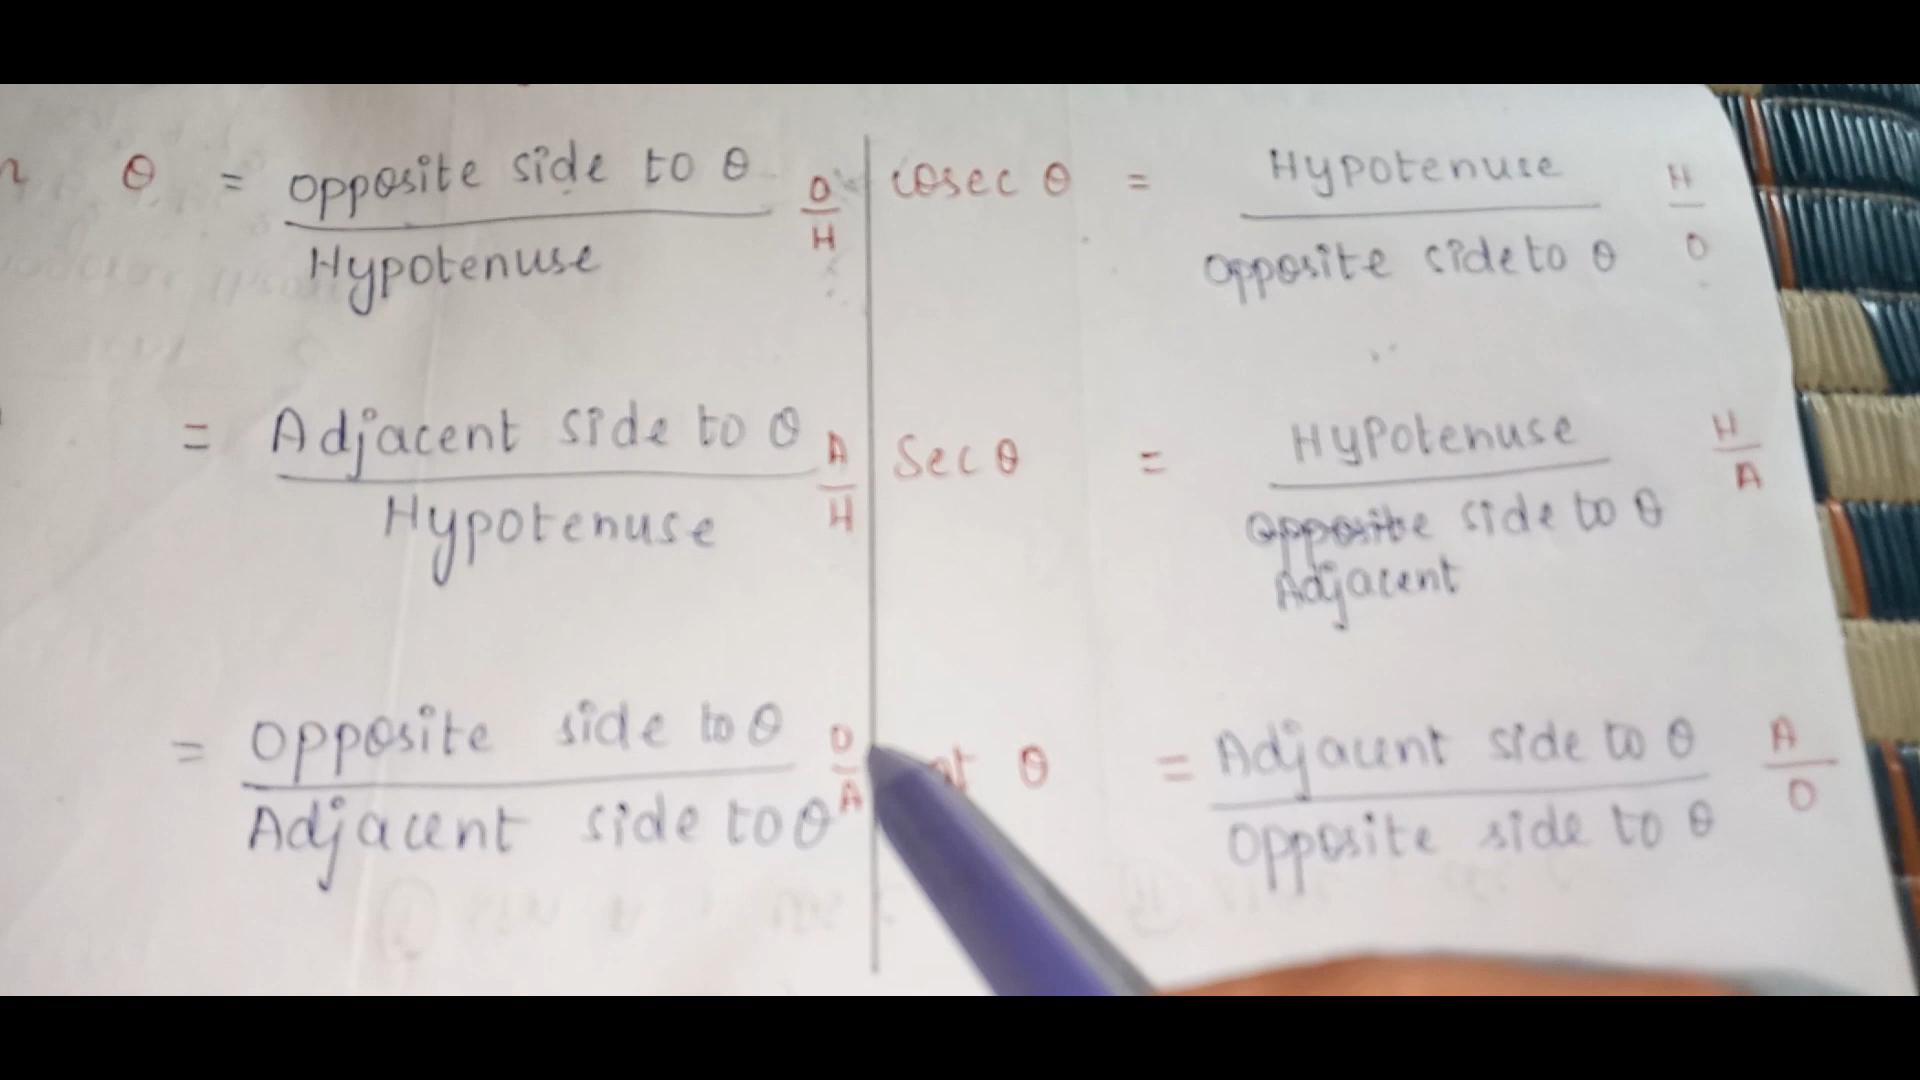 θ = opposite side to θ O
Hypotenuse H
cosec θ = Hypotenuse H
opposite side to θ O
= Adjacent side to θ A
Hypotenuse H
Sec θ = Hypotenuse H
Opposite side to θ A
Adjacent
= Opposite side to θ O
Adjacent side to θ A
θ = Adjacent side to θ A
Opposite side to θ O